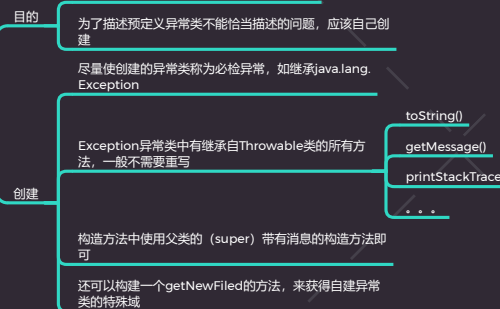 目的
为了描述预定义异常类不能恰当描述的问题，应该自己创
建
尽量使创建的异常类称为必检异常，如继承java.lang.
Exception
创建
Exception异常类中有继承自Throwable类的所有方
法，一般不需要重写
toString()
getMessage()
printStackTrace
。。。
构造方法中使用父类的（super）带有消息的构造方法即
可
还可以构建一个getNewFiled的方法，来获得自建异常
类的特殊域